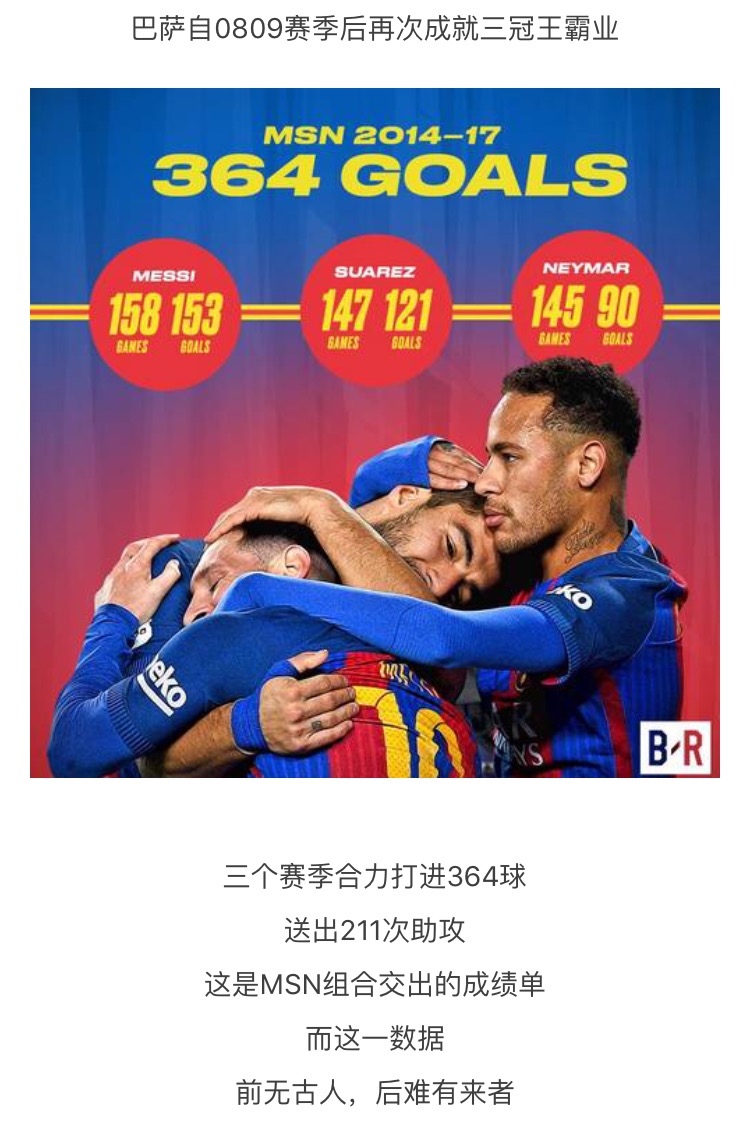 巴萨自0809赛季后再次成就三冠王霸业
MSN 2014–17
364 GOALS
MESSI
158 153
GAMES GOALS
SUAREZ
147 121
GAMES GOALS
NEYMAR
145 90
GAMES GOALS
eko
KO
10
B-R
三个赛季合力打进364球
送出211次助攻
这是MSN组合交出的成绩单
而这一数据
前无古人，后难有来者